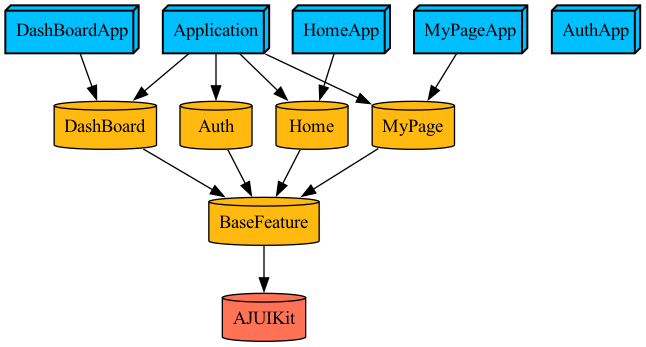 DashBoardApp
Application
HomeApp
MyPageApp
AuthApp
DashBoard
Auth
Home
MyPage
BaseFeature
AJUIKit